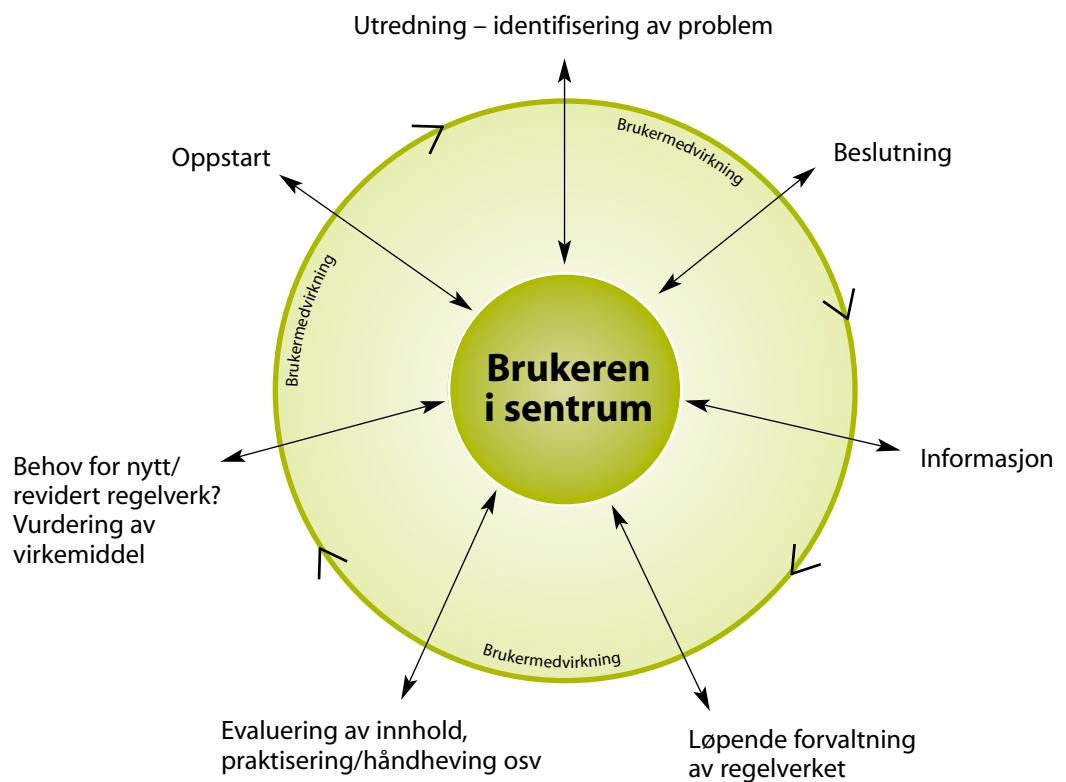 Utredning – identifisering av problem
Brukermedvirkning
Beslutning
Oppstart
Brukermedvirkning
Brukeren
i sentrum
Informasjon
Behov for nytt/
revidert regelverk?
Vurdering av
virkemiddel
Brukermedvirkning
Evaluering av innhold,
praktisering/håndheving osv
Løpende forvaltning
av regelverket